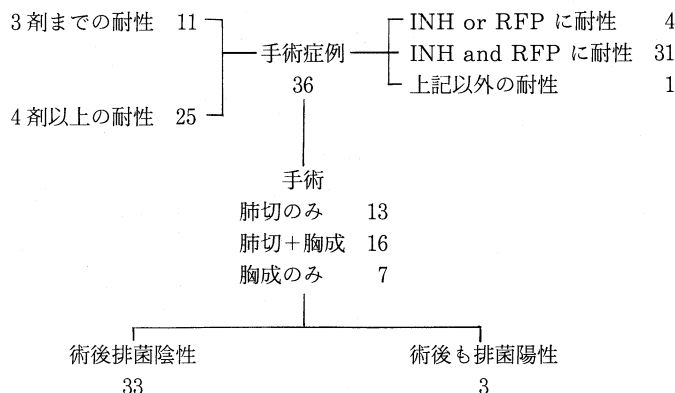 3剤までの耐性 11
4剤以上の耐性 25
手術症例
36
INH or RFP に耐性 4
INH and RFP に耐性 31
上記以外の耐性 1
手術
肺切のみ 13
肺切＋胸成 16
胸成のみ 7
術後排菌陰性
33
術後も排菌陽性
3